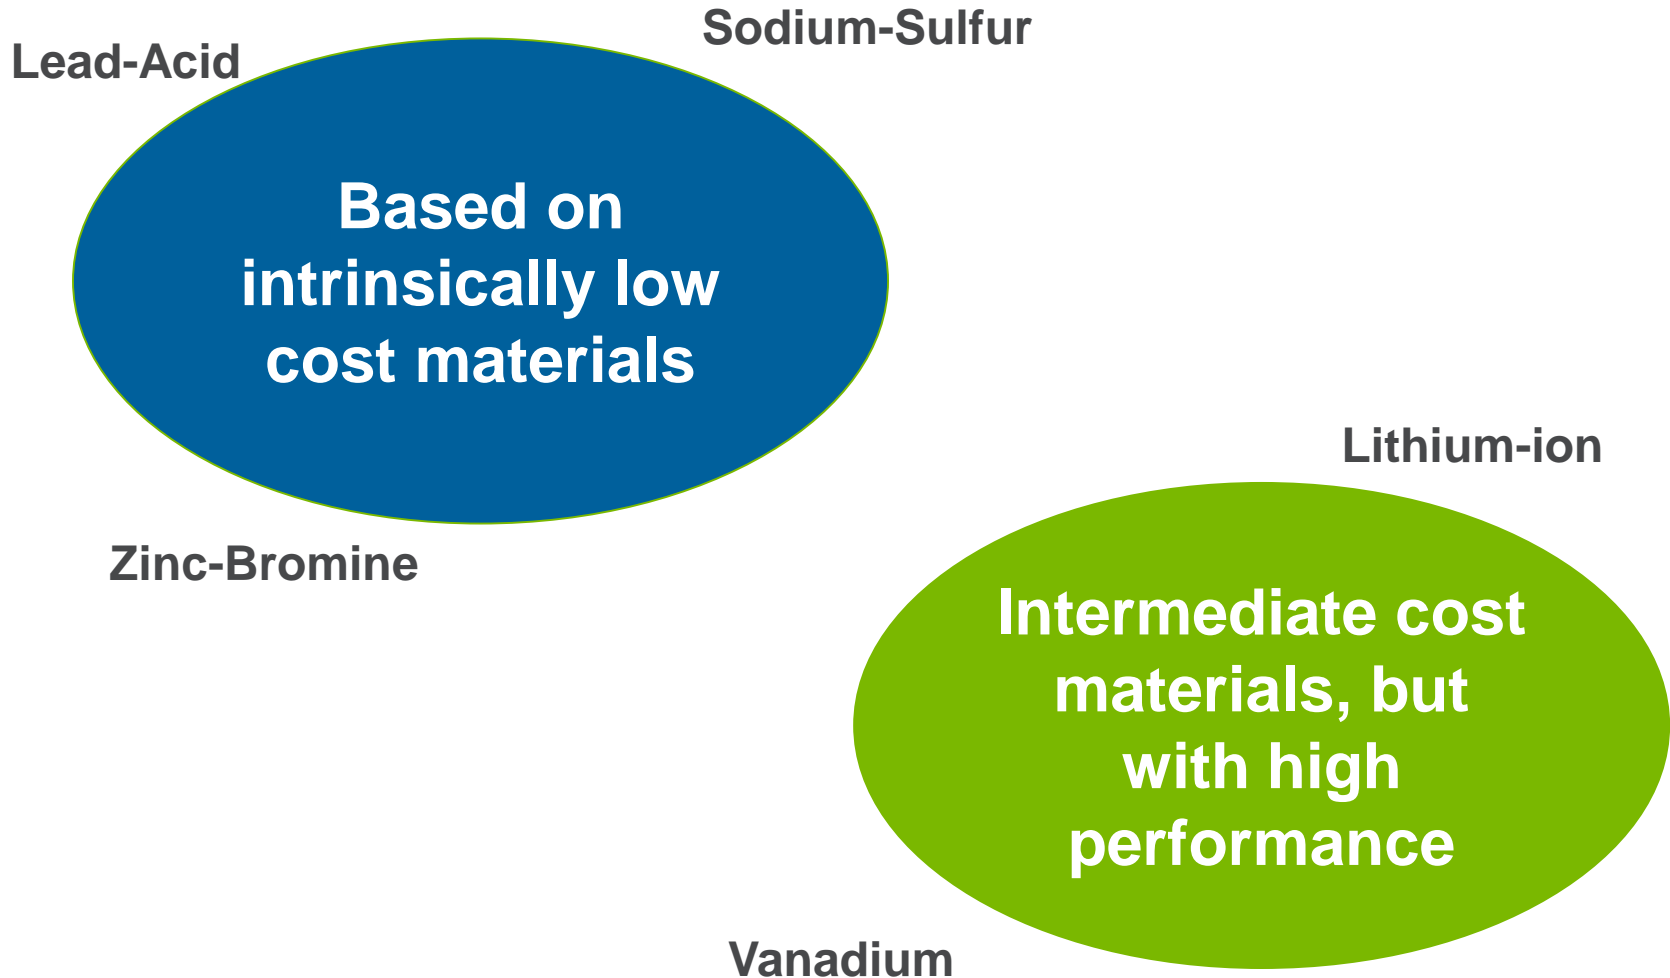 Sodium-Sulfur
Lead-Acid
Based on
intrinsically low
cost materials
Zinc-Bromine
Lithium-ion
Intermediate cost
materials, but
with high
performance
Vanadium